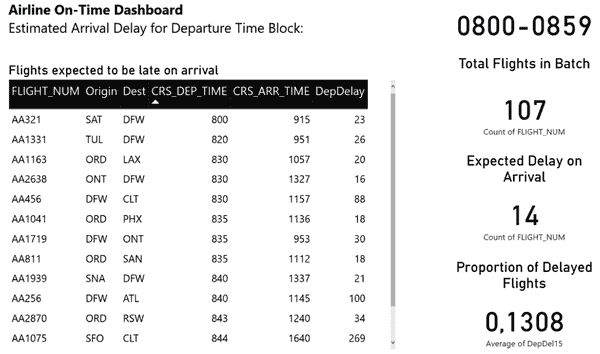 Airline On-Time Dashboard
Estimated Arrival Delay for Departure Time Block:
0800-0859
Flights expected to be late on arrival
FLIGHT_NUM Origin Dest CRS_DEP_TIME CRS_ARR_TIME DepDelay
AA321 SAT DFW 800 915 23
AA1331 TUL DFW 820 951 26
AA1163 ORD LAX 830 1057 20
AA2638 ONT DFW 830 1327 16
AA456 DFW CLT 830 1157 88
AA1041 ORD PHX 835 1136 18
AA1719 DFW ONT 835 953 30
AA811 ORD SAN 835 1112 18
AA1939 SNA DFW 840 1337 21
AA256 DFW ATL 840 1145 100
AA2870 ORD RSW 843 1240 34
AA1075 SFO CLT 844 1640 269
Total Flights in Batch
107
Count of FLIGHT_NUM
Expected Delay on
Arrival
14
Count of FLIGHT_NUM
Proportion of Delayed
Flights
0,1308
Average of DepDel15